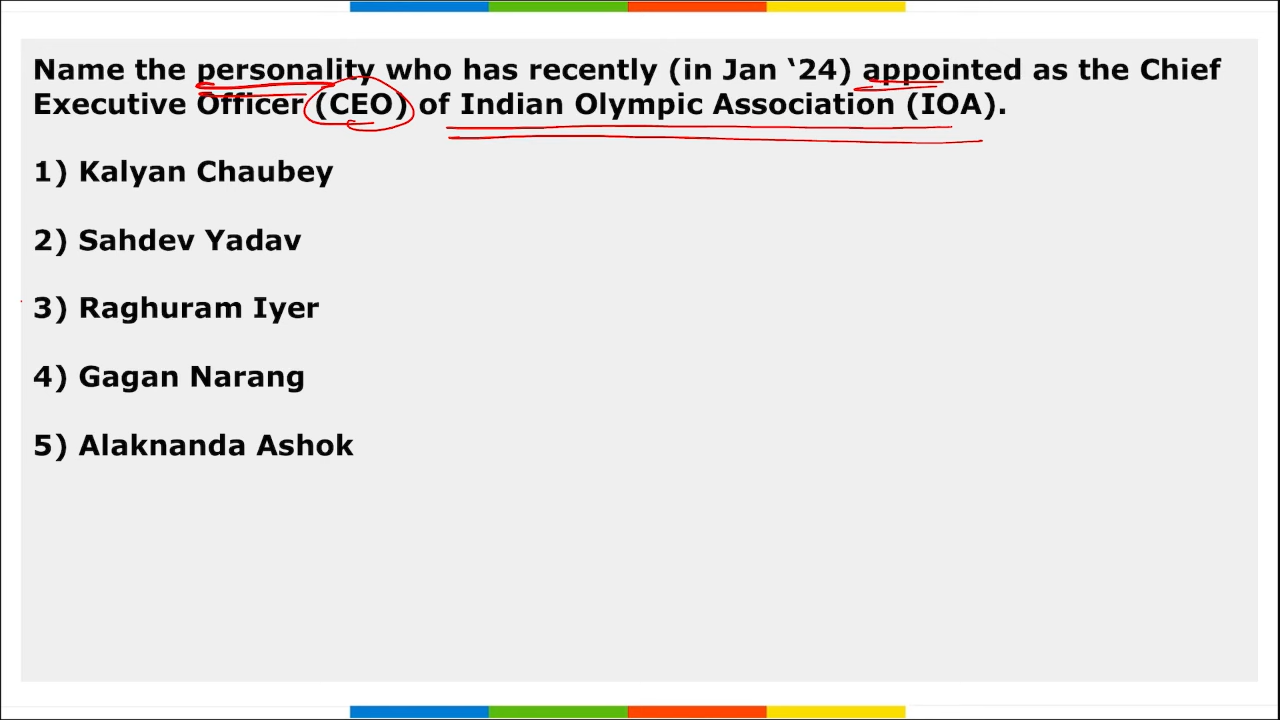 Name the personality who has recently (in Jan ‘24) appointed as the Chief
Executive Officer (CEO) of Indian Olympic Association (IOA).
1) Kalyan Chaubey
2) Sahdev Yadav
3) Raghuram Iyer
4) Gagan Narang
5) Alaknanda Ashok